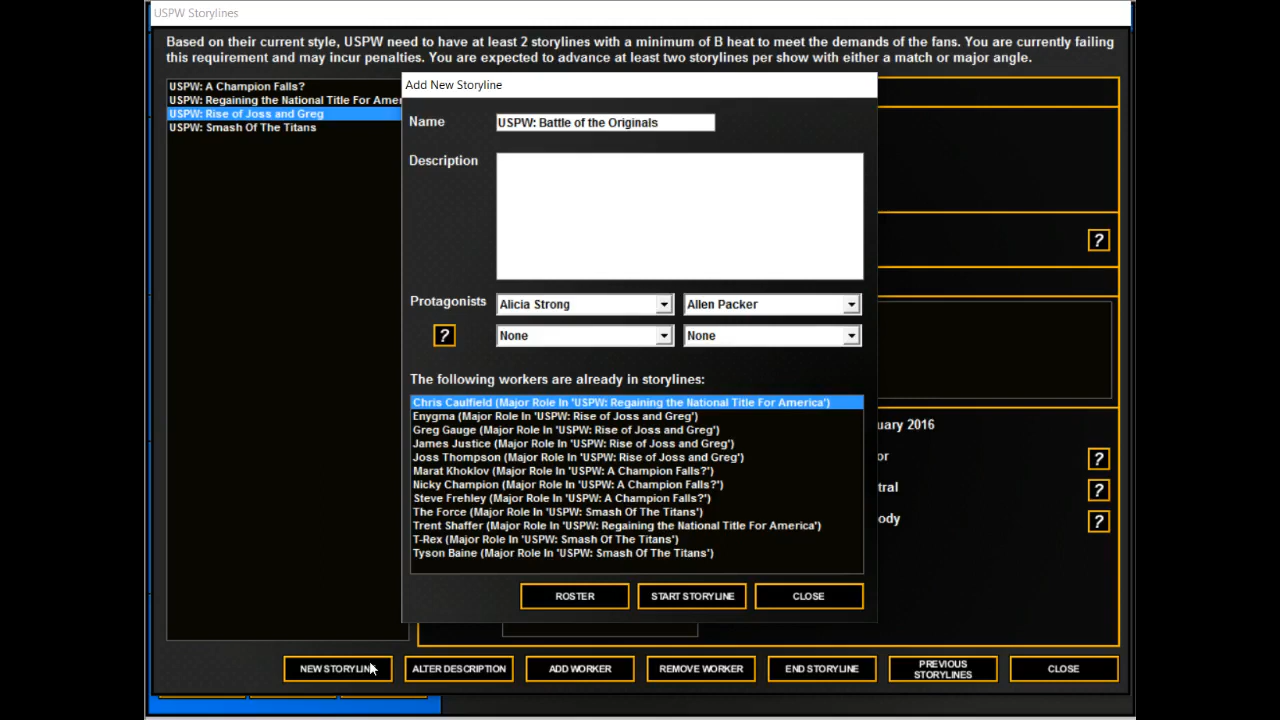 USPW Storylines
Based on their current style, USPW need to have at least 2 storylines with a minimum of B heat to meet the demands of the fans. You are currently failing
this requirement and may incur penalties. You are expected to advance at least two storylines per show with either a match or major angle.
USPW: A Champion Falls?
USPW: Regaining the National Title For Amer
USPW: Rise of Joss and Greg
USPW: Smash Of The Titans
Add New Storyline
Name
USPW: Battle of the Originals
Description
Protagonists
Alicia Strong
Allen Packer
?
None
None
The following workers are already in storylines:
Chris Caulfield (Major Role In 'USPW: Regaining the National Title For America')
Enygma (Major Role In 'USPW: Rise of Joss and Greg')
Greg Gauge (Major Role In 'USPW: Rise of Joss and Greg')
James Justice (Major Role In 'USPW: Rise of Joss and Greg')
Joss Thompson (Major Role In 'USPW: Rise of Joss and Greg')
Marat Khoklov (Major Role In 'USPW: A Champion Falls?')
Nicky Champion (Major Role In 'USPW: A Champion Falls?')
Steve Frehley (Major Role In 'USPW: A Champion Falls?')
The Force (Major Role In 'USPW: Smash Of The Titans')
Trent Shaffer (Major Role In 'USPW: Regaining the National Title For America')
T-Rex (Major Role In 'USPW: Smash Of The Titans')
Tyson Baine (Major Role In 'USPW: Smash Of The Titans')
ROSTER
START STORYLINE
CLOSE
?
uary 2016
or
?
tral
?
ody
?
NEW STORYLINE
ALTER DESCRIPTION
ADD WORKER
REMOVE WORKER
END STORYLINE
PREVIOUS
STORYLINES
CLOSE